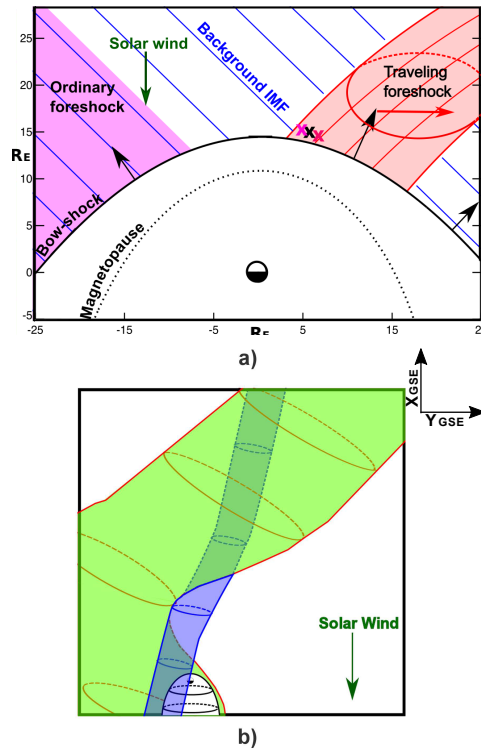 Solar wind
Background IMF
Ordinary
foreshock
Traveling
foreshock
25
20
15
10
5
0
-5
RE
x x x
Bow-shock
Magnetopause
-25
-15
-5
5
15
RE
a)
XGSE
YGSE
Solar Wind
b)